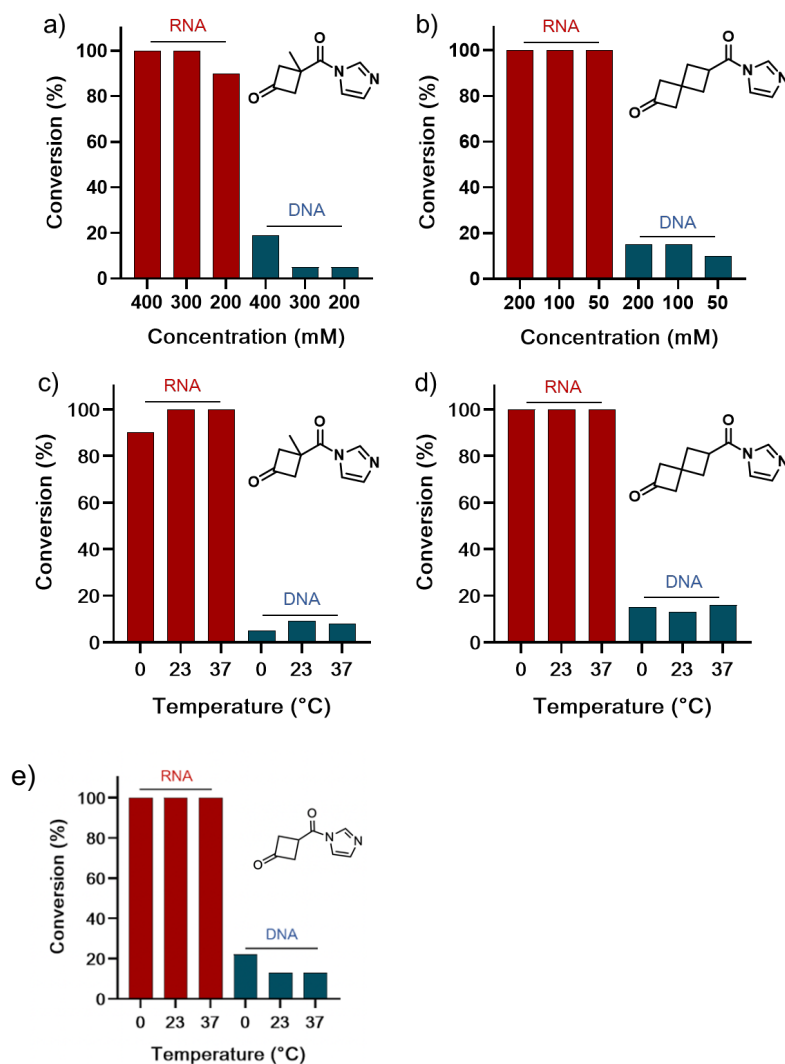 a)
RNA
DNA
Conversion (%)
100
80
60
40
20
0
400 300 200 400 300 200
Concentration (mM)
O
O
N
N
b)
RNA
DNA
Conversion (%)
100
80
60
40
20
0
200 100 50 200 100 50
Concentration (mM)
O
O
N
N
c)
RNA
DNA
Conversion (%)
100
80
60
40
20
0
0 23 37 0 23 37
Temperature (°C)
O
O
N
N
d)
RNA
DNA
Conversion (%)
100
80
60
40
20
0
0 23 37 0 23 37
Temperature (°C)
O
O
N
N
e)
RNA
DNA
Conversion (%)
100
80
60
40
20
0
0 23 37 0 23 37
Temperature (°C)
O
O
N
N